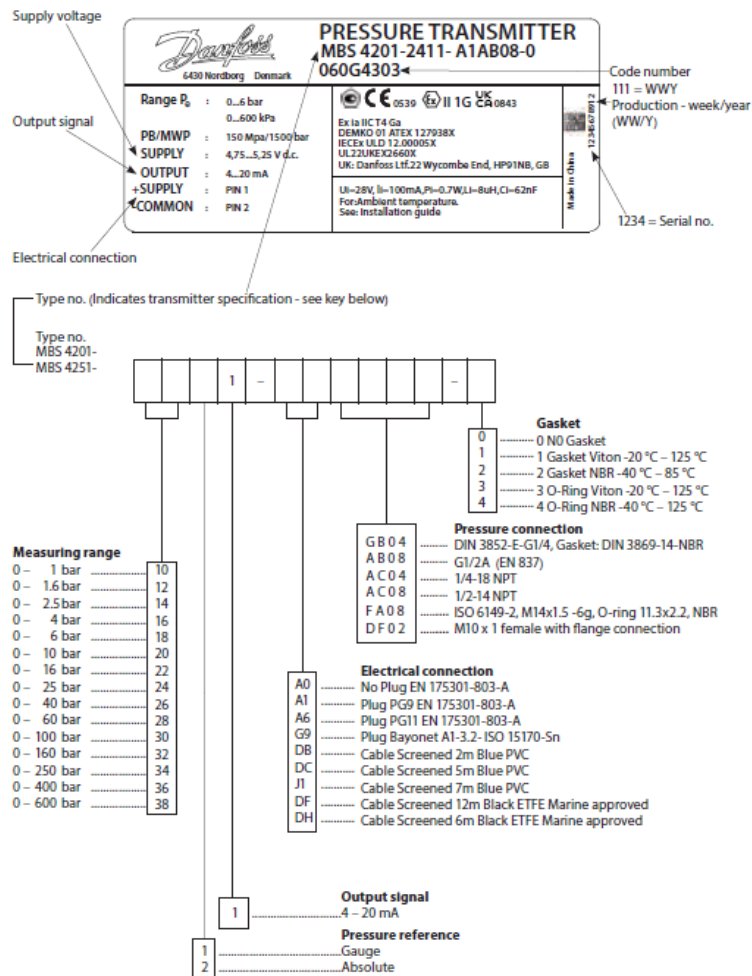 Supply voltage
Danfoss
6430 Nordborg Denmark
PRESSURE TRANSMITTER
MBS 4201-2411- A1AB08-0
060G4303
Code number
111 = WWY
Production - week/year
(WW/Y)
Output signal
Range Pe : 0...6 bar
0...600 kPa
PB/MWP : 150 Mpa/1500 bar
SUPPLY : 4,75...5,25 V d.c.
OUTPUT : 4...20 mA
+SUPPLY : PIN 1
-COMMON : PIN 2
CE 0539 Ex II 1G UK CA 0843
Ex ia IIC T4 Ga
DEMKO 01 ATEX 127938X
IECEx ULD 12.00005X
UL22UKEX2660X
UK: Danfoss Ltf.22 Wycombe End, HP91NB, GB
Ui=28V, Ii=100mA,Pi=0.7W,Li=8uH,Ci=62nF
For:Ambient temperature.
See: Installation guide
Made in China
12345678912
1234 = Serial no.
Electrical connection
Type no. (Indicates transmitter specification - see key below)
Type no.
MBS 4201-
MBS 4251-
1 - -
Gasket
0 0 N0 Gasket
1 1 Gasket Viton -20 °C – 125 °C
2 2 Gasket NBR -40 °C – 85 °C
3 3 O-Ring Viton -20 °C – 125 °C
4 4 O-Ring NBR -40 °C – 125 °C
Pressure connection
GB04 DIN 3852-E-G1/4, Gasket: DIN 3869-14-NBR
AB08 G1/2A (EN 837)
AC04 1/4-18 NPT
AC08 1/2-14 NPT
FA08 ISO 6149-2, M14x1.5 -6g, O-ring 11.3x2.2, NBR
DF02 M10 x 1 female with flange connection
Measuring range
0 – 1 bar 10
0 – 1.6 bar 12
0 – 2.5 bar 14
0 – 4 bar 16
0 – 6 bar 18
0 – 10 bar 20
0 – 16 bar 22
0 – 25 bar 24
0 – 40 bar 26
0 – 60 bar 28
0 – 100 bar 30
0 – 160 bar 32
0 – 250 bar 34
0 – 400 bar 36
0 – 600 bar 38
Electrical connection
A0 No Plug EN 175301-803-A
A1 Plug PG9 EN 175301-803-A
A6 Plug PG11 EN 175301-803-A
G9 Plug Bayonet A1-3.2- ISO 15170-Sn
DB Cable Screened 2m Blue PVC
DC Cable Screened 5m Blue PVC
J1 Cable Screened 7m Blue PVC
DF Cable Screened 12m Black ETFE Marine approved
DH Cable Screened 6m Black ETFE Marine approved
Output signal
1 4 – 20 mA
Pressure reference
1 Gauge
2 Absolute